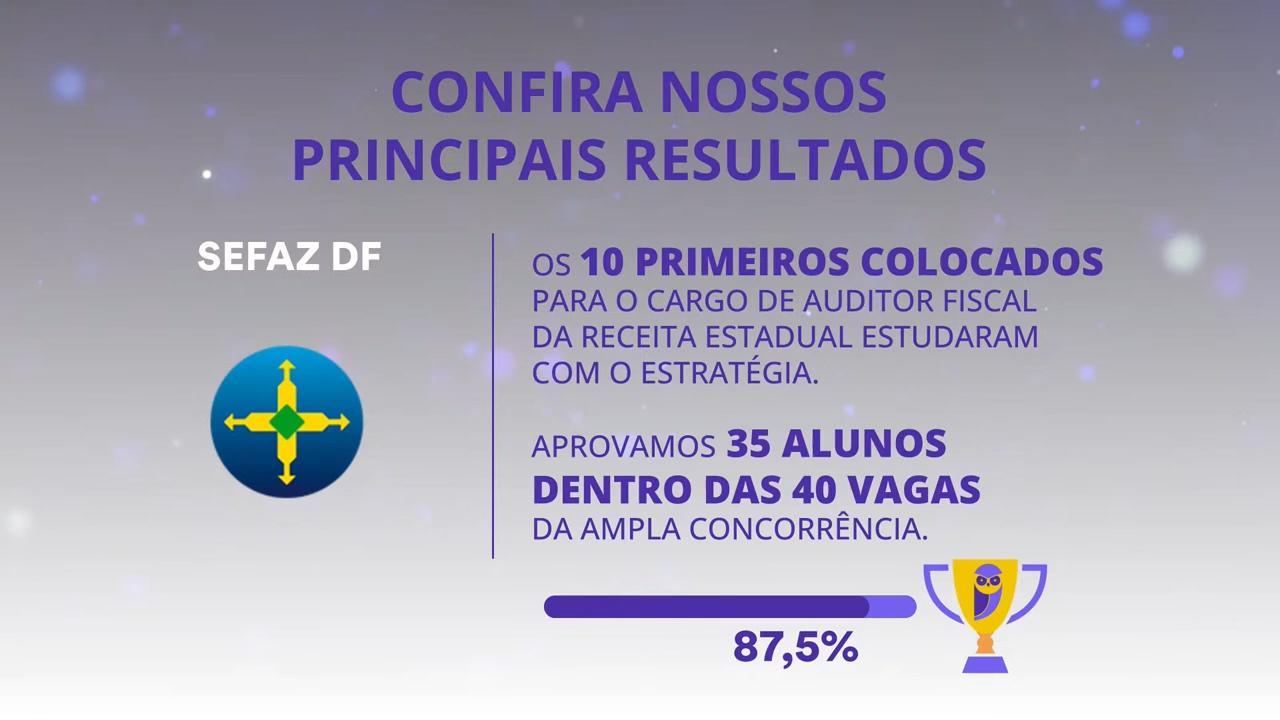 CONFIRA NOSSOS
PRINCIPAIS RESULTADOS
SEFAZ DF
OS 10 PRIMEIROS COLOCADOS
PARA O CARGO DE AUDITOR FISCAL
DA RECEITA ESTADUAL ESTUDARAM
COM O ESTRATÉGIA.
APROVAMOS 35 ALUNOS
DENTRO DAS 40 VAGAS
DA AMPLA CONCORRÊNCIA.
87,5%